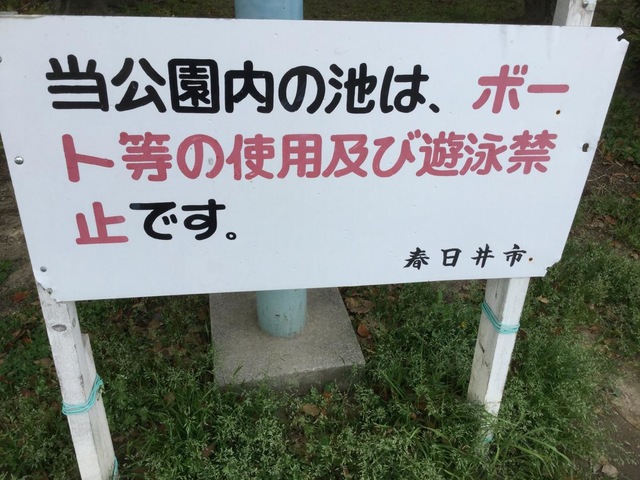 当公園内の池は、ボー
ト等の使用及び遊泳禁
止です。
春日井市